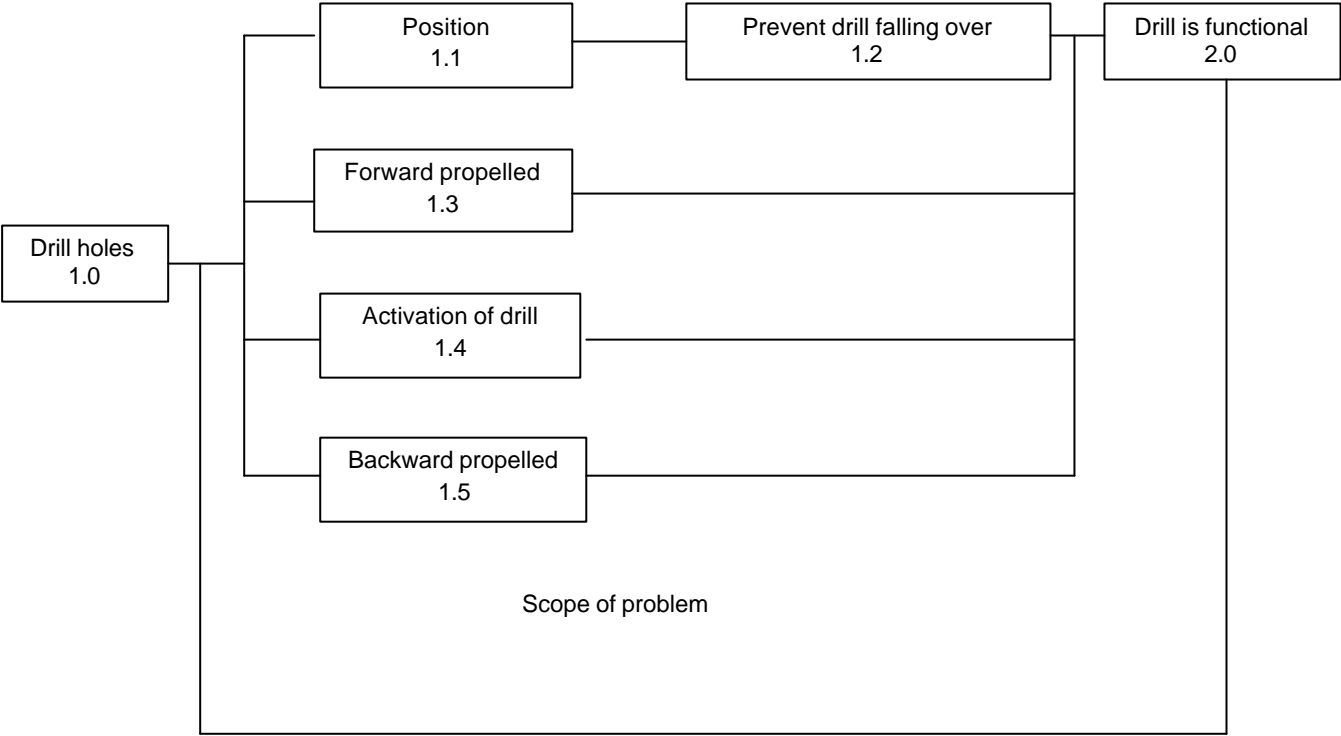 Position
1.1
Prevent drill falling over
1.2
Drill is functional
2.0
Forward propelled
1.3
Drill holes
1.0
Activation of drill
1.4
Backward propelled
1.5
Scope of problem